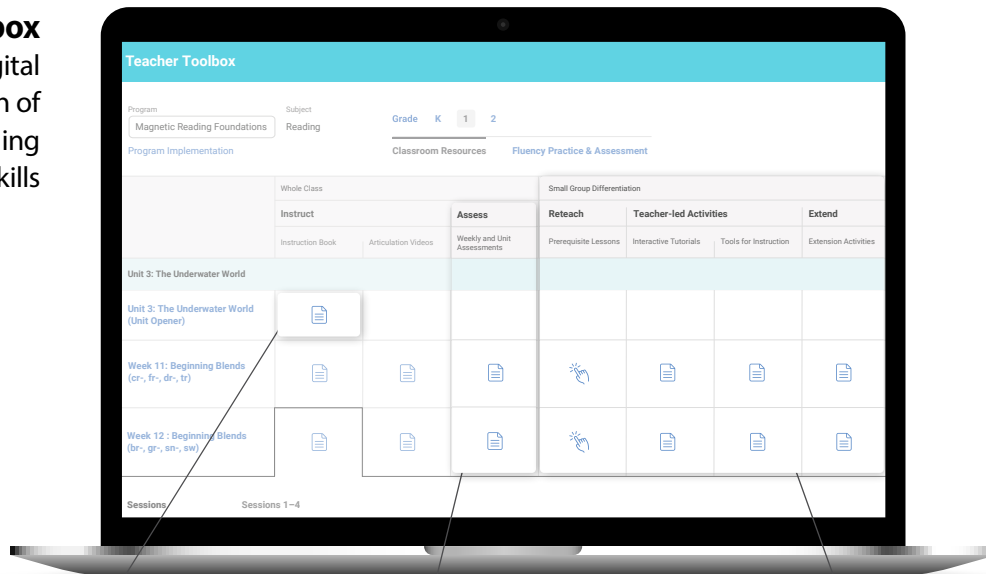 box
gital
n of
ing
kills
Teacher Toolbox
Program
Subject
Magnetic Reading Foundations
Reading
Grade K 1 2
Program Implementation
Classroom Resources Fluency Practice & Assessment
Whole Class
Small Group Differentiation
Instruct
Assess
Reteach
Teacher-led Activities
Extend
Instruction Book
Articulation Videos
Weekly and Unit
Assessments
Prerequisite Lessons
Interactive Tutorials
Tools for Instruction
Extension Activities
Unit 3: The Underwater World
Unit 3: The Underwater World
(Unit Opener)
Week 11: Beginning Blends
(cr-, fr-, dr-, tr)
Week 12 : Beginning Blends
(br-, gr-, sn-, sw)
Sessions
Sessions 1–4